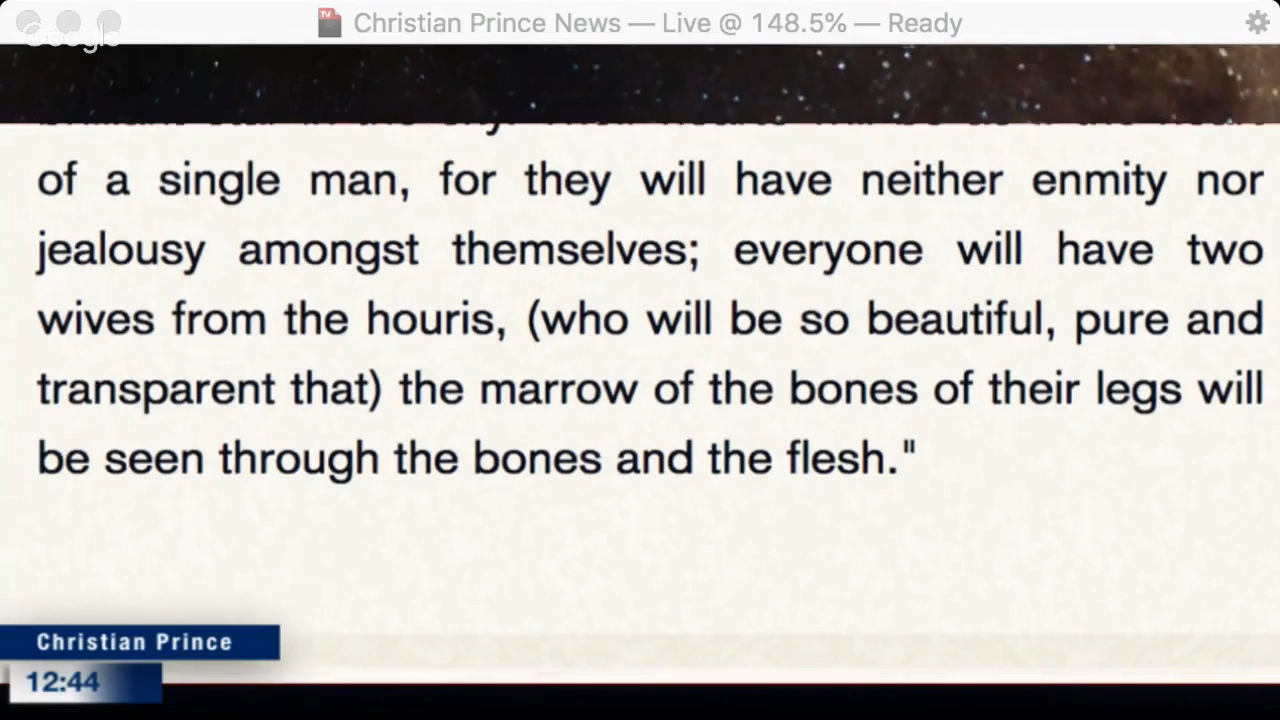 Google
TV
Christian Prince News — Live @ 148.5% — Ready
of a single man, for they will have neither enmity nor
jealousy amongst themselves; everyone will have two
wives from the houris, (who will be so beautiful, pure and
transparent that) the marrow of the bones of their legs will
be seen through the bones and the flesh."
Christian Prince
12:44